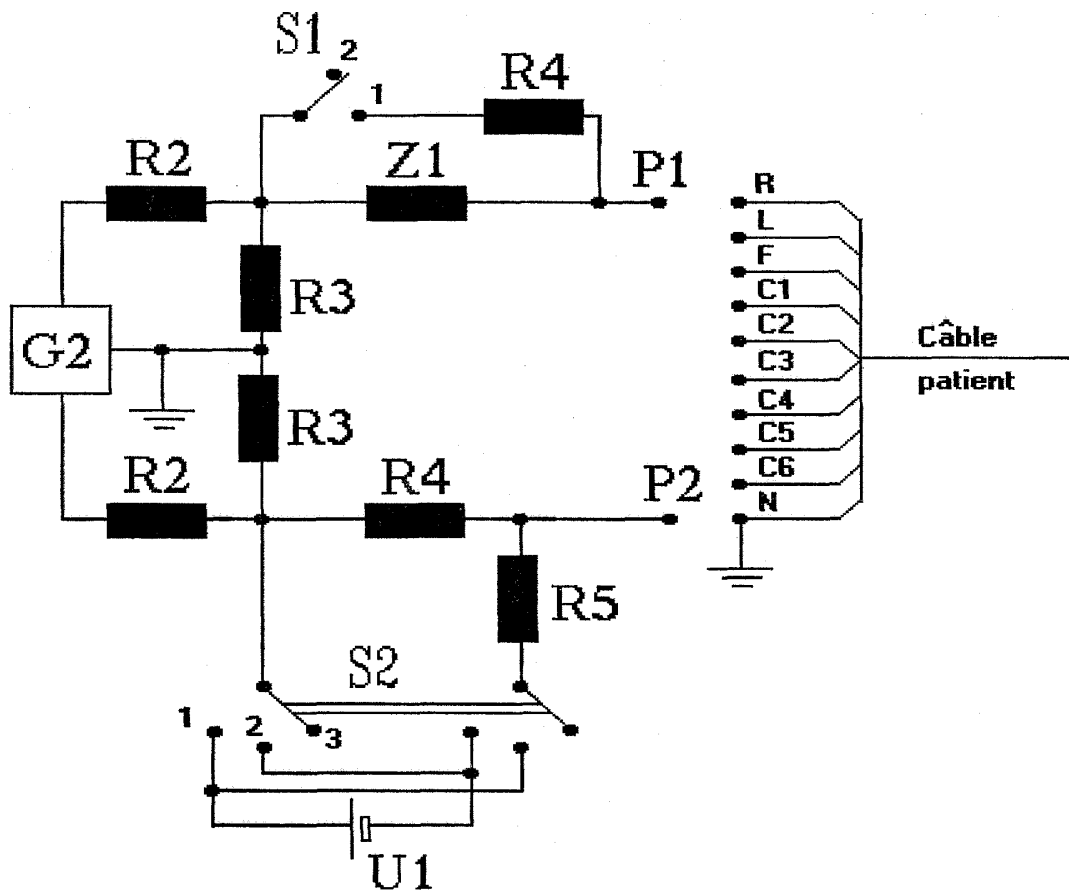 S1
2
1
R4
R2
Z1
P1
R
L
F
C1
C2
C3
C4
C5
C6
N
Câble
patient
G2
R3
R3
R2
R4
P2
R5
S2
1
2
3
U1